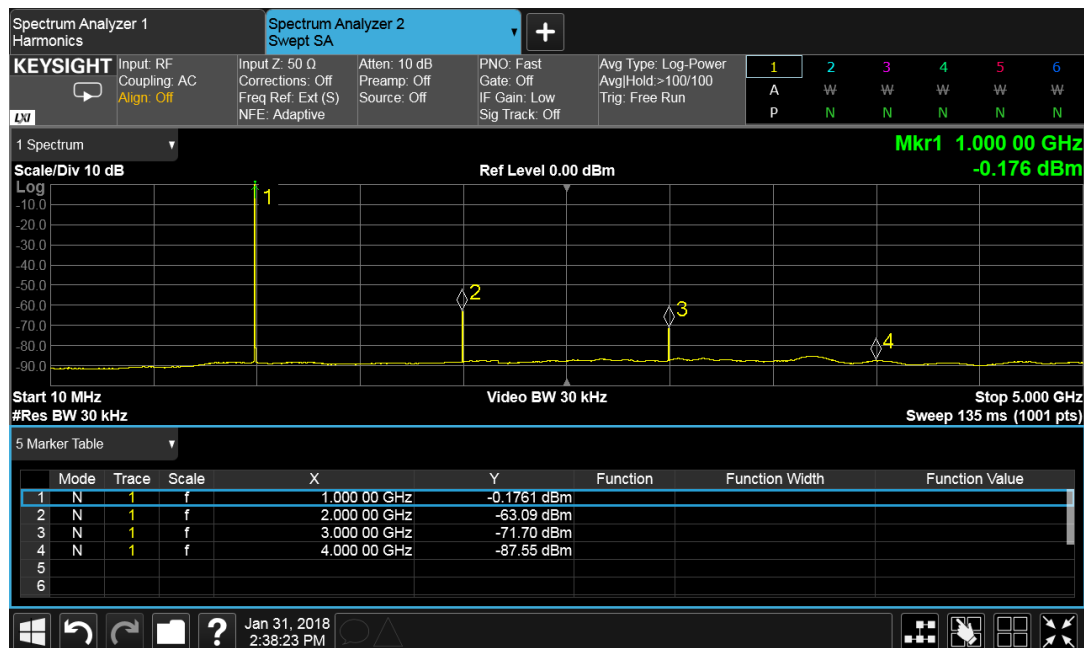 Spectrum Analyzer 1
Harmonics
Spectrum Analyzer 2
Swept SA
KEYSIGHT
LXI
Input: RF
Coupling: AC
Align: Off
Input Z: 50 Ω
Corrections: Off
Freq Ref: Ext (S)
NFE: Adaptive
Atten: 10 dB
Preamp: Off
Source: Off
PNO: Fast
Gate: Off
IF Gain: Low
Sig Track: Off
Avg Type: Log-Power
Avg|Hold:>100/100
Trig: Free Run
1 2 3 4 5 6
A W W W W W
P N N N N N
1 Spectrum
Mkr1 1.000 00 GHz
Scale/Div 10 dB Ref Level 0.00 dBm -0.176 dBm
Log
1
-10.0
-20.0
-30.0
-40.0
-50.0
2
-60.0
3
-70.0
-80.0
4
-90.0
Start 10 MHz Video BW 30 kHz Stop 5.000 GHz
#Res BW 30 kHz Sweep 135 ms (1001 pts)
5 Marker Table
Mode Trace Scale X Y Function Function Width Function Value
1 N 1 f 1.000 00 GHz -0.1761 dBm
2 N 1 f 2.000 00 GHz -63.09 dBm
3 N 1 f 3.000 00 GHz -71.70 dBm
4 N 1 f 4.000 00 GHz -87.55 dBm
5
6
?
Jan 31, 2018
2:38:23 PM